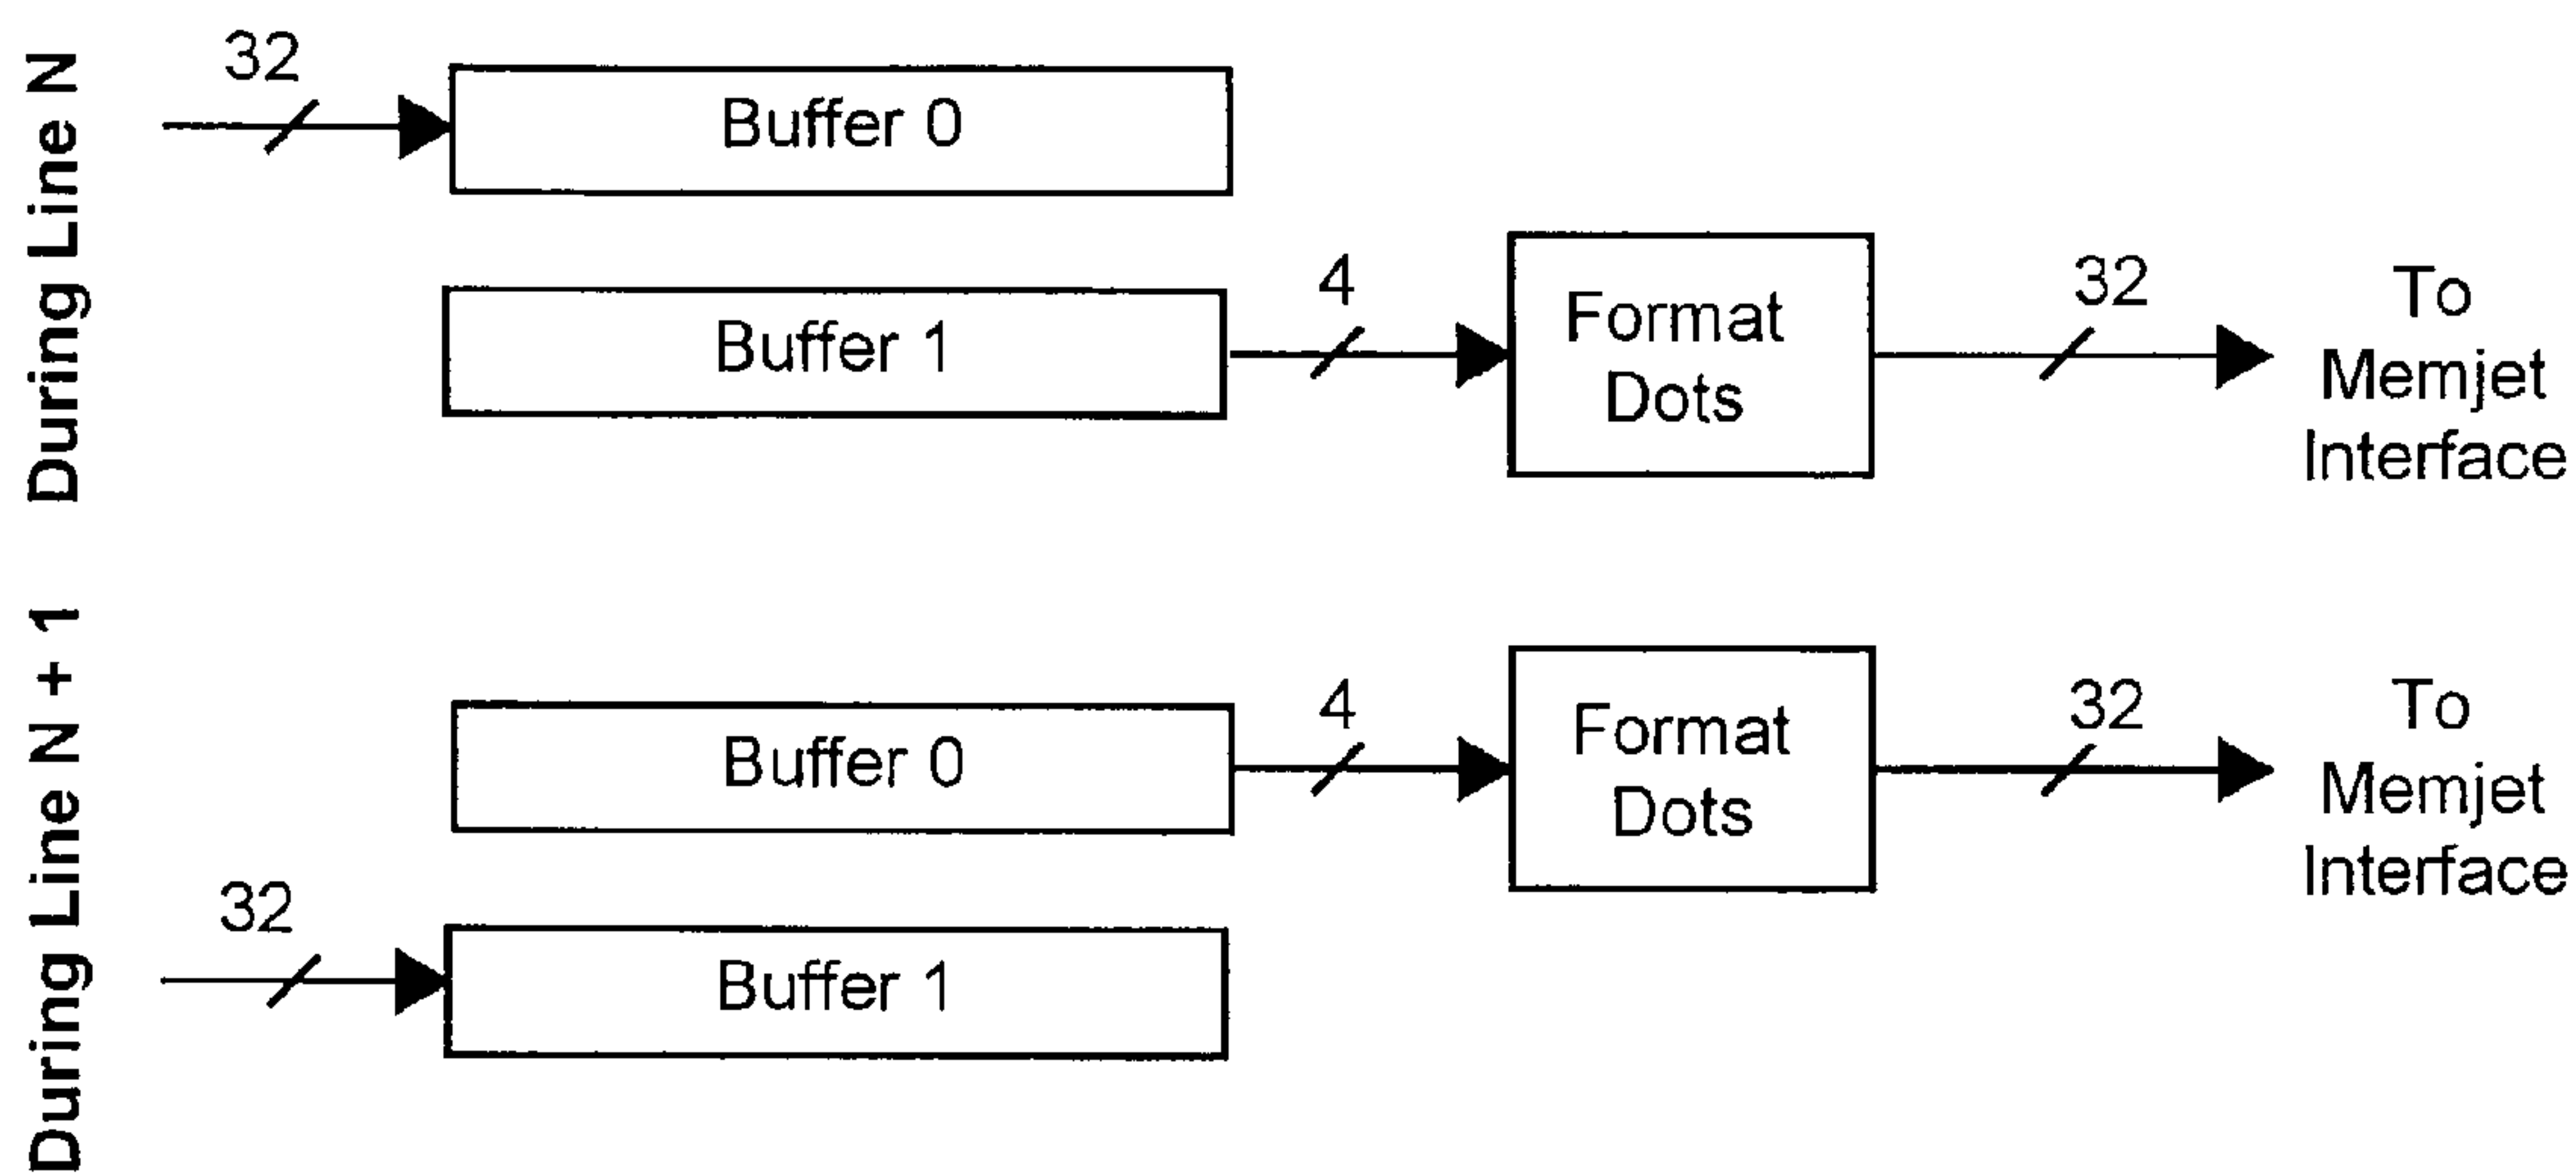 During Line N
32
Buffer 0
Buffer 1
4
Format
Dots
32
To
Memjet
Interface
During Line N + 1
Buffer 0
4
Format
Dots
32
To
Memjet
Interface
32
Buffer 1